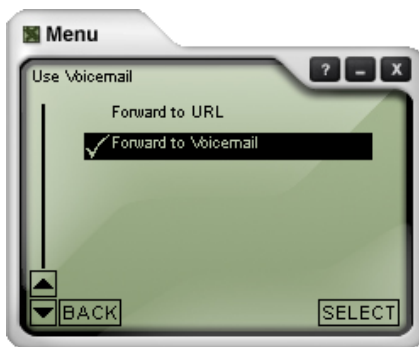 Menu
? - X
Use Voicemail
Forward to URL
Forward to Voicemail
BACK SELECT